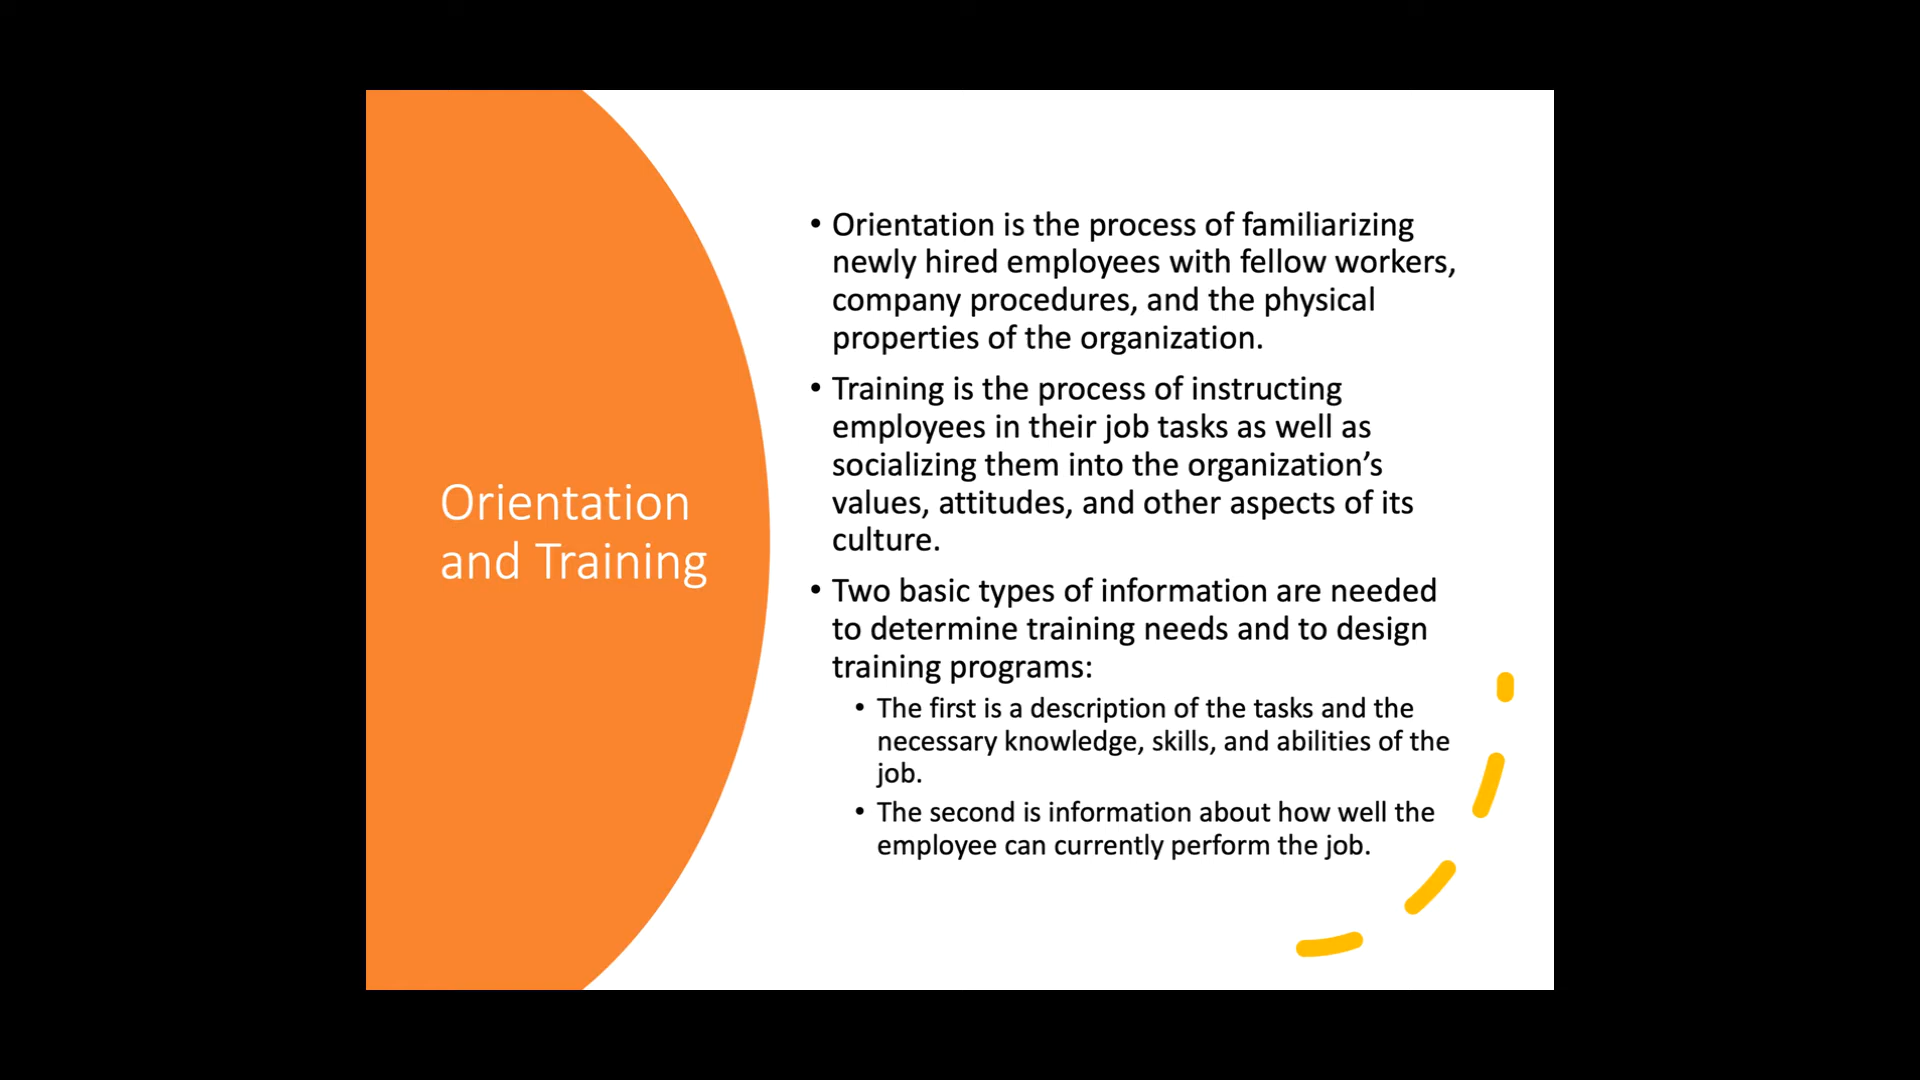 Orientation
and Training
• Orientation is the process of familiarizing
newly hired employees with fellow workers,
company procedures, and the physical
properties of the organization.
• Training is the process of instructing
employees in their job tasks as well as
socializing them into the organization’s
values, attitudes, and other aspects of its
culture.
• Two basic types of information are needed
to determine training needs and to design
training programs:
• The first is a description of the tasks and the
necessary knowledge, skills, and abilities of the
job.
• The second is information about how well the
employee can currently perform the job.